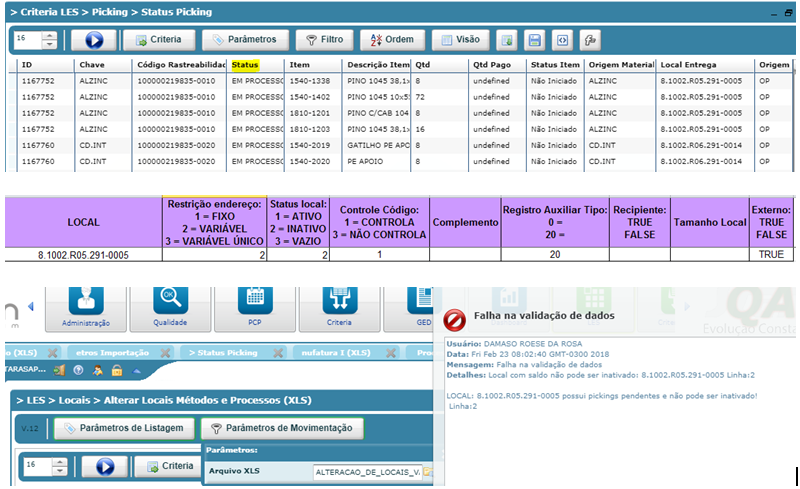 > Criteria LES > Picking > Status Picking
16 Criteria Parâmetros Filtro Ordem Visão
ID Chave Código Rastreabilidad Status Item Descrição Item Qtd Qtd Pago Status Item Origem Material Local Entrega Origem
1167752 ALZINC 100000219835-0010 EM PROCESSO 1540-1338 PINO 1045 38,1x 8 undefined Não Iniciado ALZINC 8.1002.R05.291-0005 OP
1167752 ALZINC 100000219835-0010 EM PROCESSO 1540-1402 PINO 1045 10x5 72 undefined Não Iniciado ALZINC 8.1002.R05.291-0005 OP
1167752 ALZINC 100000219835-0010 EM PROCESSO 1810-1201 PINO C/CAB 104 8 undefined Não Iniciado ALZINC 8.1002.R05.291-0005 OP
1167752 ALZINC 100000219835-0010 EM PROCESSO 1810-1203 PINO 1045 38,1x 16 undefined Não Iniciado ALZINC 8.1002.R05.291-0005 OP
1167760 CD.INT 100000219835-0020 EM PROCESSO 1540-2019 GATILHO PE APO 8 undefined Não Iniciado CD.INT 8.1002.R06.291-0014 OP
1167760 CD.INT 100000219835-0020 EM PROCESSO 1540-2020 PE APOIO 8 undefined Não Iniciado CD.INT 8.1002.R06.291-0014 OP
LOCAL
Restrição endereço:
1 = FIXO
2 = VARIÁVEL
3 = VARIÁVEL ÚNICO
Status local:
1 = ATIVO
2 = INATIVO
3 = VAZIO
Controle Código:
1 = CONTROLA
3 = NÃO CONTROLA
Complemento
Registro Auxiliar Tipo:
0 =
20 =
Recipiente:
TRUE
FALSE
Tamanho Local
Externo:
TRUE
FALSE
8.1002.R05.291-0005 2 2 1 20 TRUE
Administração Qualidade PCP Criteria GED
o (XLS) etros Importação > Status Picking nufatura I (XLS) Pro
TARASAP...
> LES > Locais > Alterar Locais Métodos e Processos (XLS)
V.12 Parâmetros de Listagem Parâmetros de Movimentação
16 Criteria
Parâmetros:
Arquivo XLS ALTERACAO_DE_LOCAIS_V.
QA
Evolução Consta
Falha na validação de dados
Usuário: DAMASO ROESE DA ROSA
Data: Fri Feb 23 08:02:40 GMT-0300 2018
Mensagem: Falha na validação de dados
Detalhes: Local com saldo não pode ser inativado: 8.1002.R05.291-0005 Linha:2
LOCAL: 8.1002.R05.291-0005 possui pickings pendentes e não pode ser inativado!
Linha:2